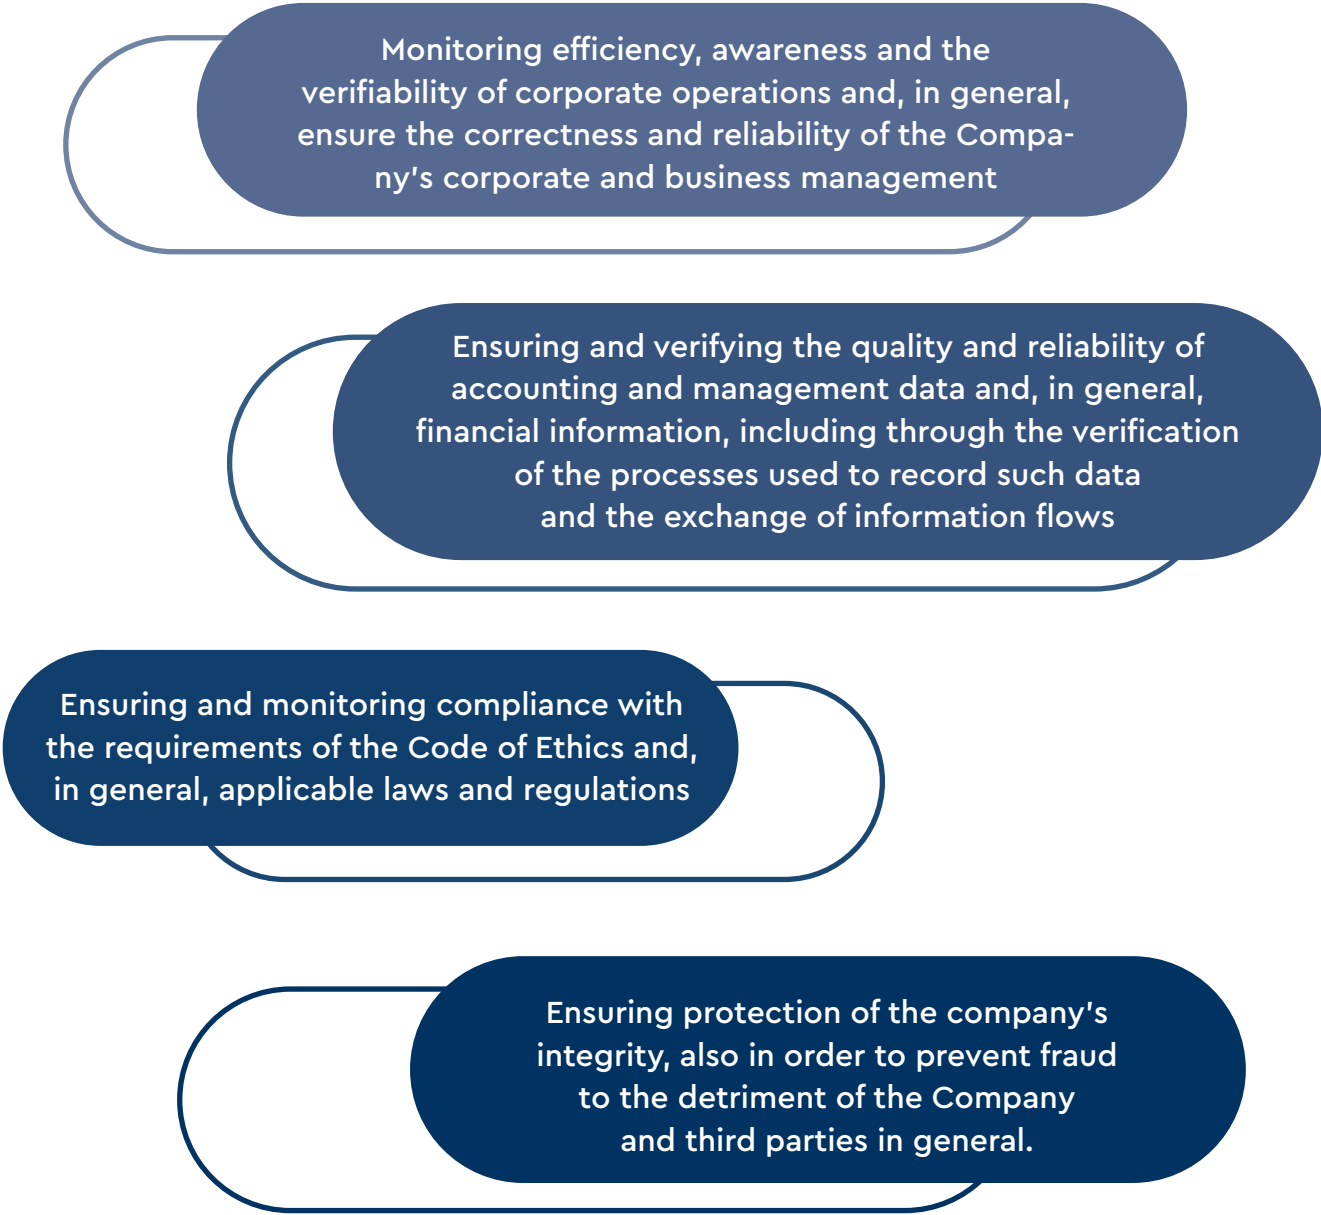 Monitoring efficiency, awareness and the
verifiability of corporate operations and, in general,
ensure the correctness and reliability of the Compa-
ny's corporate and business management
Ensuring and verifying the quality and reliability of
accounting and management data and, in general,
financial information, including through the verification
of the processes used to record such data
and the exchange of information flows
Ensuring and monitoring compliance with
the requirements of the Code of Ethics and,
in general, applicable laws and regulations
Ensuring protection of the company's
integrity, also in order to prevent fraud
to the detriment of the Company
and third parties in general.